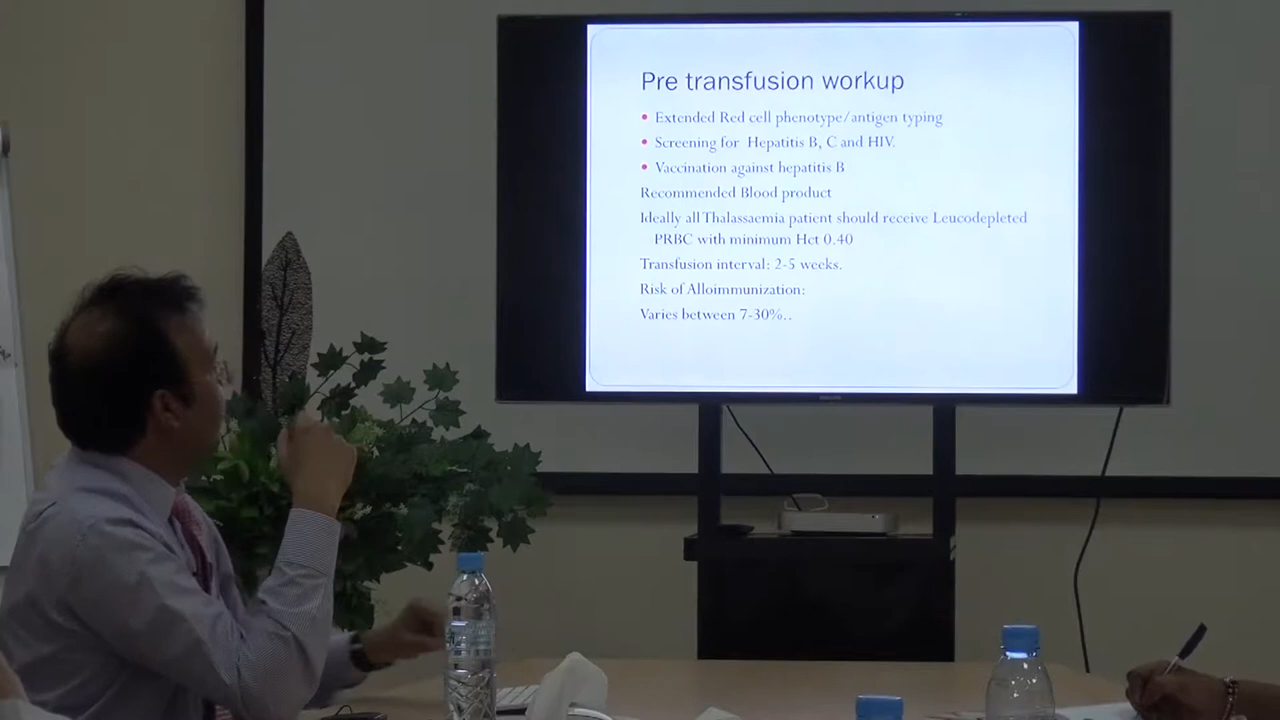 Pre transfusion workup
• Extended Red cell phenotype/antigen typing
• Screening for Hepatitis B, C and HIV.
• Vaccination against hepatitis B
Recommended Blood product
Ideally all Thalassaemia patient should receive Leucodepleted
PRBC with minimum Hct 0.40
Transfusion interval: 2-5 weeks.
Risk of Alloimmunization:
Varies between 7-30%..